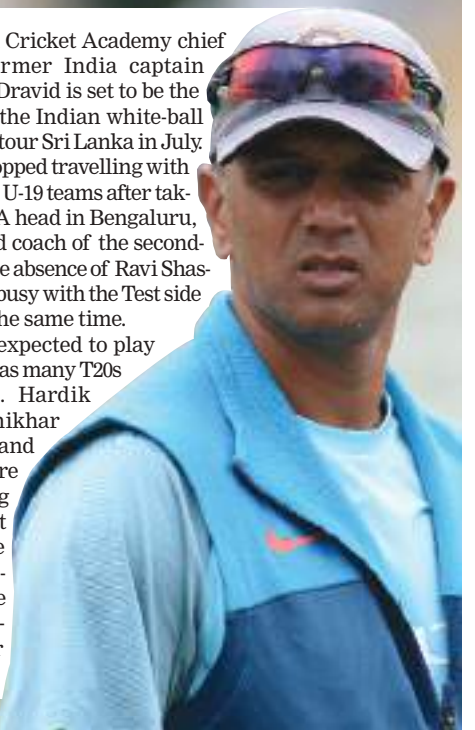 Cricket Academy chief
rmer India captain
Dravid is set to be the
the Indian white-ball
tour Sri Lanka in July.
opped travelling with
U-19 teams after tak-
A head in Bengaluru,
d coach of the second-
e absence of Ravi Shas-
busy with the Test side
he same time.
expected to play
as many T20s
. Hardik
nikhar
and
re
g
t
e
-
e
-
r